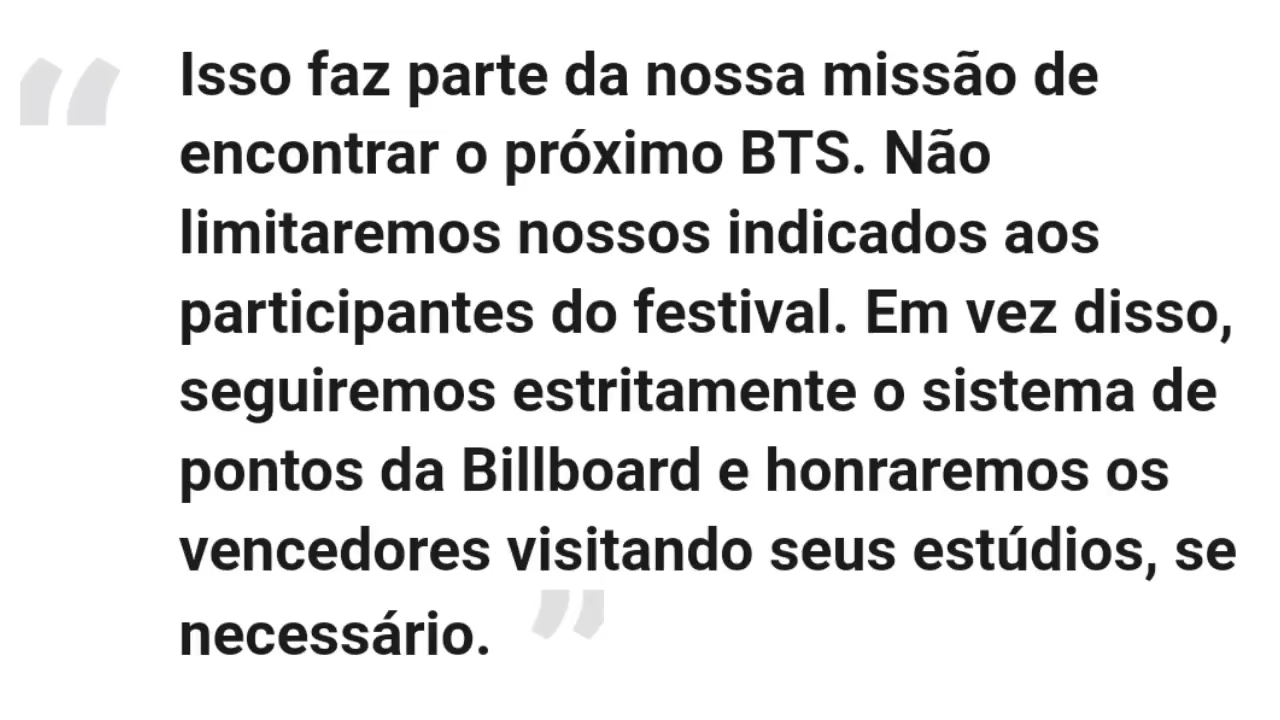 “Isso faz parte da nossa missão de
encontrar o próximo BTS. Não
limitaremos nossos indicados aos
participantes do festival. Em vez disso,
seguiremos estritamente o sistema de
pontos da Billboard e honraremos os
vencedores visitando seus estúdios, se
necessário. ”